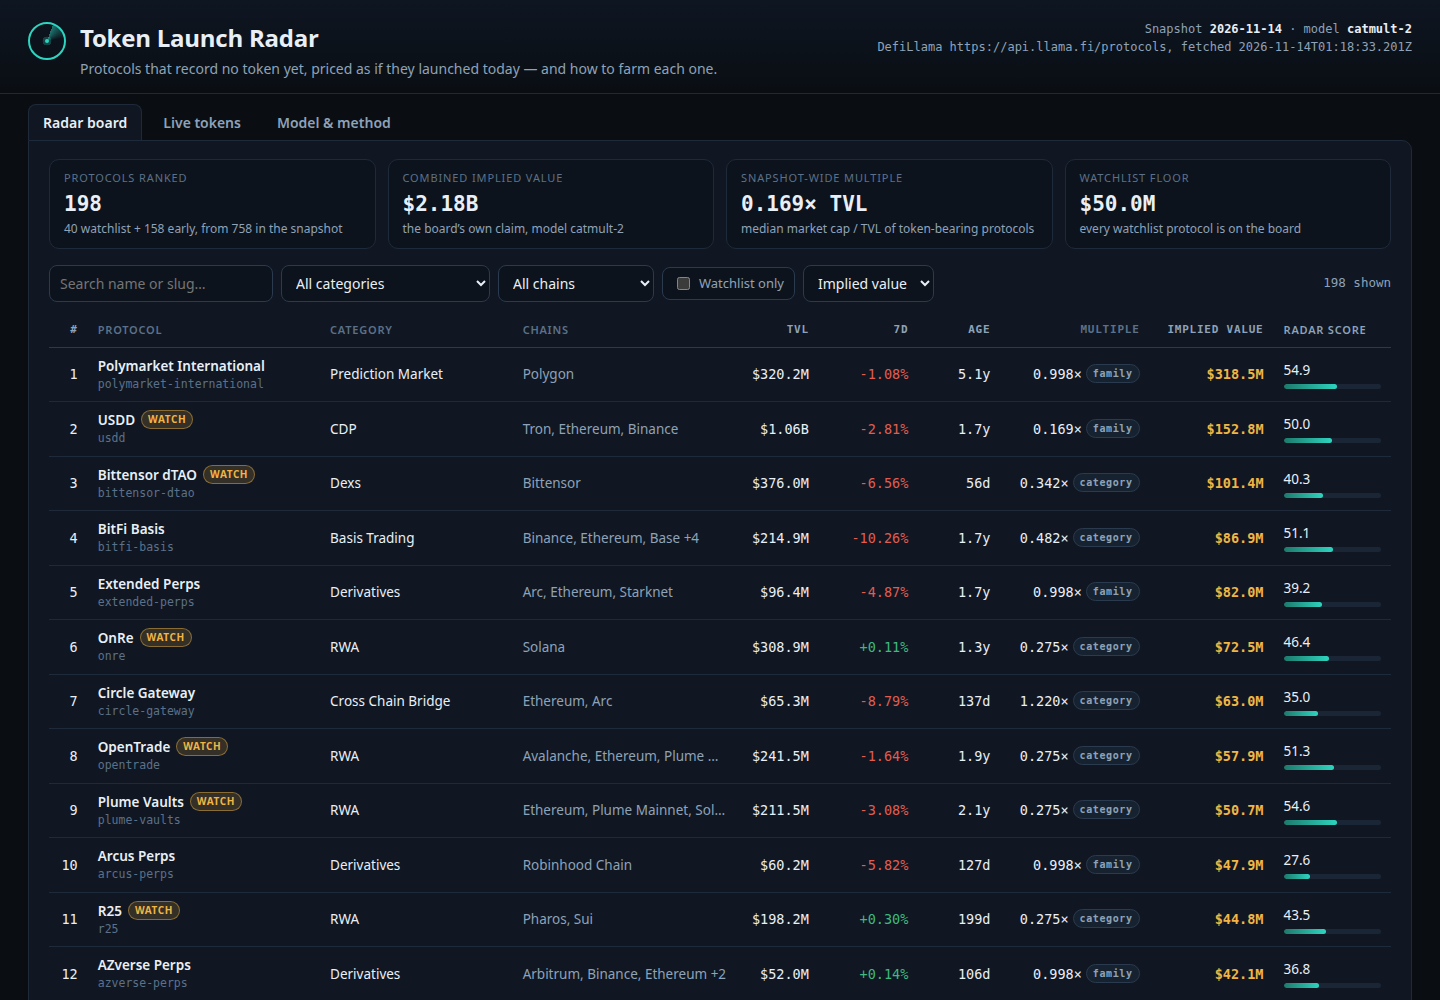 Token Launch Radar
Protocols that record no token yet, priced as if they launched today — and how to farm each one.
Snapshot 2026-11-14 · model catmult-2
DefiLlama https://api.llama.fi/protocols, fetched 2026-11-14T01:18:33.201Z
Radar board Live tokens Model & method
PROTOCOLS RANKED
198
40 watchlist + 158 early, from 758 in the snapshot
COMBINED IMPLIED VALUE
$2.18B
the board's own claim, model catmult-2
SNAPSHOT-WIDE MULTIPLE
0.169× TVL
median market cap / TVL of token-bearing protocols
WATCHLIST FLOOR
$50.0M
every watchlist protocol is on the board
Search name or slug... All categories All chains Watchlist only Implied value 198 shown
# PROTOCOL CATEGORY CHAINS TVL 7D AGE MULTIPLE IMPLIED VALUE RADAR SCORE
1 Polymarket International Prediction Market Polygon $320.2M -1.08% 5.1y 0.998× family $318.5M 54.9
polymarket-international
2 USDD WATCH CDP Tron, Ethereum, Binance $1.06B -2.81% 1.7y 0.169× family $152.8M 50.0
usdd
3 Bittensor dTAO WATCH Dexs Bittensor $376.0M -6.56% 56d 0.342× category $101.4M 40.3
bittensor-dtao
4 BitFi Basis Basis Trading Binance, Ethereum, Base +4 $214.9M -10.26% 1.7y 0.482× category $86.9M 51.1
bitfi-basis
5 Extended Perps Derivatives Arc, Ethereum, Starknet $96.4M -4.87% 1.7y 0.998× family $82.0M 39.2
extended-perps
6 OnRe WATCH RWA Solana $308.9M +0.11% 1.3y 0.275× category $72.5M 46.4
onre
7 Circle Gateway Cross Chain Bridge Ethereum, Arc $65.3M -8.79% 137d 1.220× category $63.0M 35.0
circle-gateway
8 OpenTrade WATCH RWA Avalanche, Ethereum, Plume ... $241.5M -1.64% 1.9y 0.275× category $57.9M 51.3
opentrade
9 Plume Vaults WATCH RWA Ethereum, Plume Mainnet, Sol... $211.5M -3.08% 2.1y 0.275× category $50.7M 54.6
plume-vaults
10 Arcus Perps Derivatives Robinhood Chain $60.2M -5.82% 127d 0.998× family $47.9M 27.6
arcus-perps
11 R25 WATCH RWA Pharos, Sui $198.2M +0.30% 199d 0.275× category $44.8M 43.5
r25
12 AZverse Perps Derivatives Arbitrum, Binance, Ethereum +2 $52.0M +0.14% 106d 0.998× family $42.1M 36.8
azverse-perps